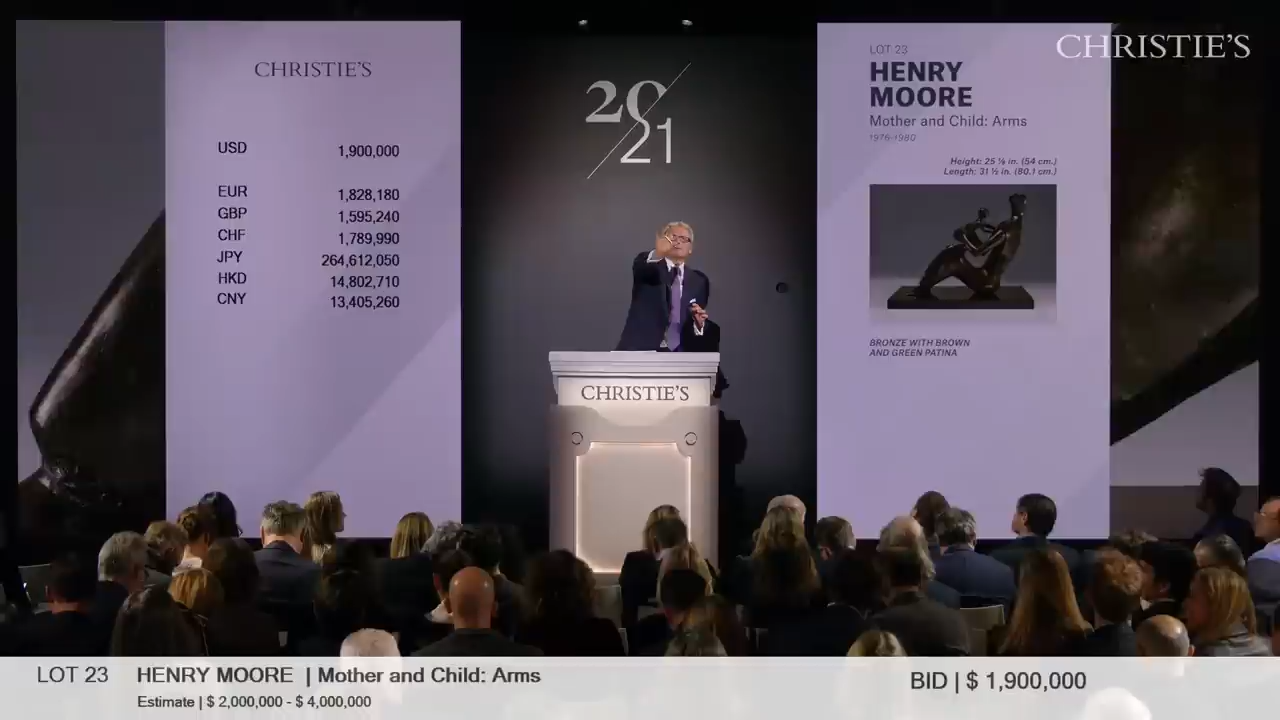 CHRISTIE'S
USD 1,900,000
EUR 1,828,180
GBP 1,595,240
CHF 1,789,990
JPY 264,612,050
HKD 14,802,710
CNY 13,405,260
20
21
CHRISTIE'S
LOT 23
HENRY
MOORE
Mother and Child: Arms
1976-1980
Height: 25 ⅛ in. (54 cm.)
Length: 31 ½ in. (80.1 cm.)
BRONZE WITH BROWN
AND GREEN PATINA
CHRISTIE'S
LOT 23 HENRY MOORE | Mother and Child: Arms
Estimate | $ 2,000,000 - $ 4,000,000
BID | $ 1,900,000